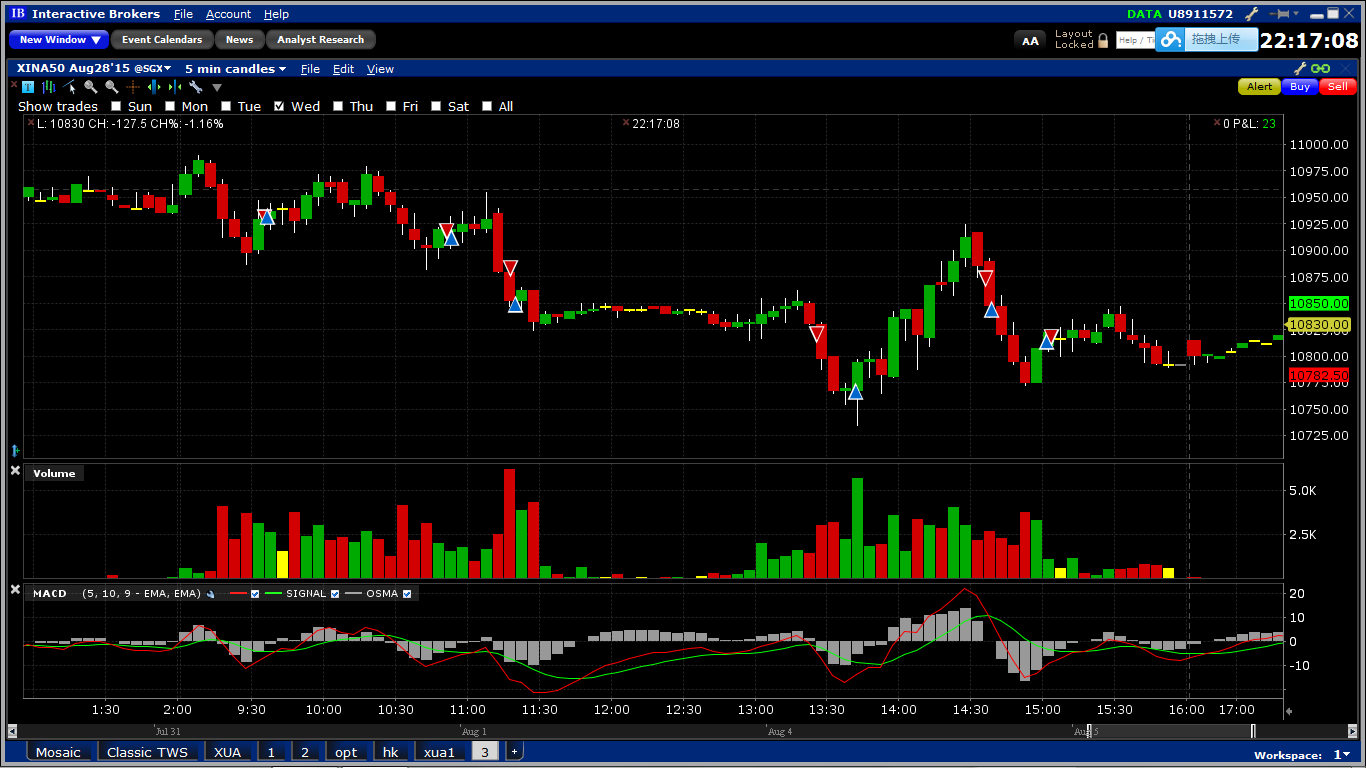 IB Interactive Brokers File Account Help DATA U8911572
New Window ▼ Event Calendars News Analyst Research AA Layout Locked Help / Ti 拖拽上传 22:17:08
XINA50 Aug28'15 @SGX▾ 5 min candles ▾ File Edit View
Alert Buy Sell
Show trades Sun Mon Tue Wed Thu Fri Sat All
L: 10830 CH: -127.5 CH%: -1.16% 22:17:08 0 P&L: 23
11000.00
10975.00
10950.00
10925.00
10900.00
10875.00
10850.00
10830.00
10800.00
10782.50
10775.00
10750.00
10725.00
Volume
5.0K
2.5K
MACD (5, 10, 9 - EMA, EMA) SIGNAL OSMA
20
10
0
-10
1:30 2:00 9:30 10:00 10:30 11:00 11:30 12:00 12:30 13:00 13:30 14:00 14:30 15:00 15:30 16:00 17:00
Jul 31 Aug 1 Aug 4 Aug 5
Mosaic Classic TWS XUA 1 2 opt hk xua1 3 +
Workspace: 1▾